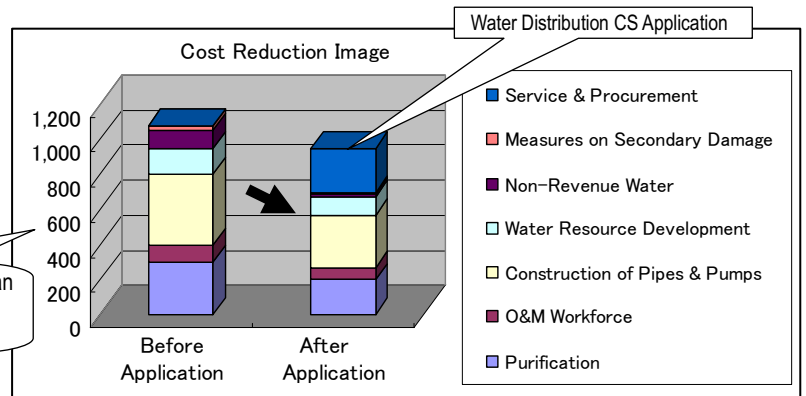 Water Distribution CS Application
Cost Reduction Image
1,200
1,000
800
600
400
200
0
an
Before
Application
After
Application
Service & Procurement
Measures on Secondary Damage
Non-Revenue Water
Water Resource Development
Construction of Pipes & Pumps
O&M Workforce
Purification